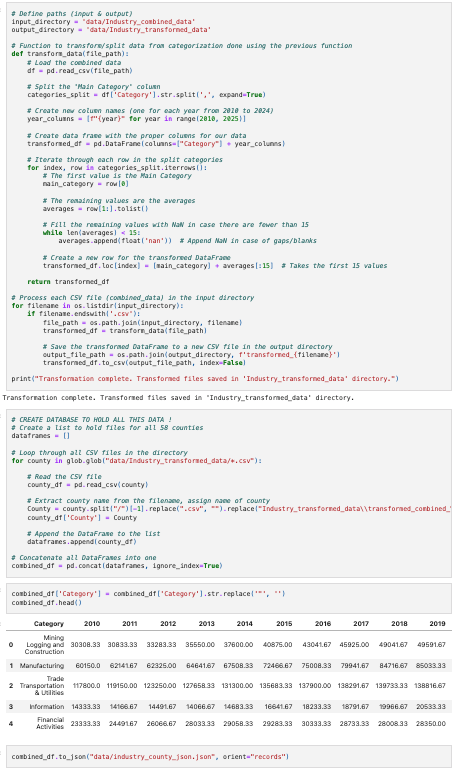 # Define paths (input & output)
input_directory = 'data/Industry_combined_data'
output_directory = 'data/Industry_transformed_data'
# Function to transform/split data from categorization done using the previous function
def transform_data(file_path):
# Load the combined data
df = pd.read_csv(file_path)
# Split the 'Main Category' column
categories_split = df['Category'].str.split(',', expand=True)
# Create new column names (one for each year from 2010 to 2024)
year_columns = [f"{year}" for year in range(2010, 2025)]
# Create data frame with the proper columns for our data
transformed_df = pd.DataFrame(columns=["Category"] + year_columns)
# Iterate through each row in the split categories
for index, row in categories_split.iterrows():
# The first value is the Main Category
main_category = row[0]
# The remaining values are the averages
averages = row[1:].tolist()
# Fill the remaining values with NaN in case there are fewer than 15
while len(averages) < 15:
averages.append(float('nan')) # Append NaN in case of gaps/blanks
# Create a new row for the transformed DataFrame
transformed_df.loc[index] = [main_category] + averages[:15] # Takes the first 15 values
return transformed_df
# Process each CSV file (combined_data) in the input directory
for filename in os.listdir(input_directory):
if filename.endswith('.csv'):
file_path = os.path.join(input_directory, filename)
transformed_df = transform_data(file_path)
# Save the transformed DataFrame to a new CSV file in the output directory
output_file_path = os.path.join(output_directory, f'transformed_{filename}')
transformed_df.to_csv(output_file_path, index=False)
print("Transformation complete. Transformed files saved in 'Industry_transformed_data' directory.")
Transformation complete. Transformed files saved in 'Industry_transformed_data' directory.
# CREATE DATABASE TO HOLD ALL THIS DATA !
# Create a list to hold files for all 58 counties
dataframes = []
# Loop through all CSV files in the directory
for county in glob.glob("data/Industry_transformed_data/*.csv"):
# Read the CSV file
county_df = pd.read_csv(county)
# Extract county name from the filename, assign name of county
County = county.split("/")[-1].replace(".csv", "").replace("Industry_transformed_data\\transformed_combined_
county_df['County'] = County
# Append the DataFrame to the list
dataframes.append(county_df)
# Concatenate all DataFrames into one
combined_df = pd.concat(dataframes, ignore_index=True)
combined_df['Category'] = combined_df['Category'].str.replace('"', '')
combined_df.head()
Category 2010 2011 2012 2013 2014 2015 2016 2017 2018 2019
0 Mining Logging and Construction 30308.33 30833.33 33283.33 35550.00 37600.00 40875.00 43041.67 45925.00 49041.67 49591.67
1 Manufacturing 60150.0 62141.67 62325.00 64641.67 67508.33 72466.67 75008.33 79941.67 84716.67 85033.33
2 Trade Transportation & Utilities 117800.0 119150.00 123250.00 127658.33 131300.00 135683.33 137900.00 138291.67 139733.33 138816.67
3 Information 14333.33 14166.67 14491.67 14066.67 14683.33 16641.67 18233.33 18791.67 19966.67 20533.33
4 Financial Activities 23333.33 24491.67 26066.67 28033.33 29058.33 29283.33 30333.33 28733.33 28008.33 28350.00
combined_df.to_json("data/industry_county_json.json", orient="records")